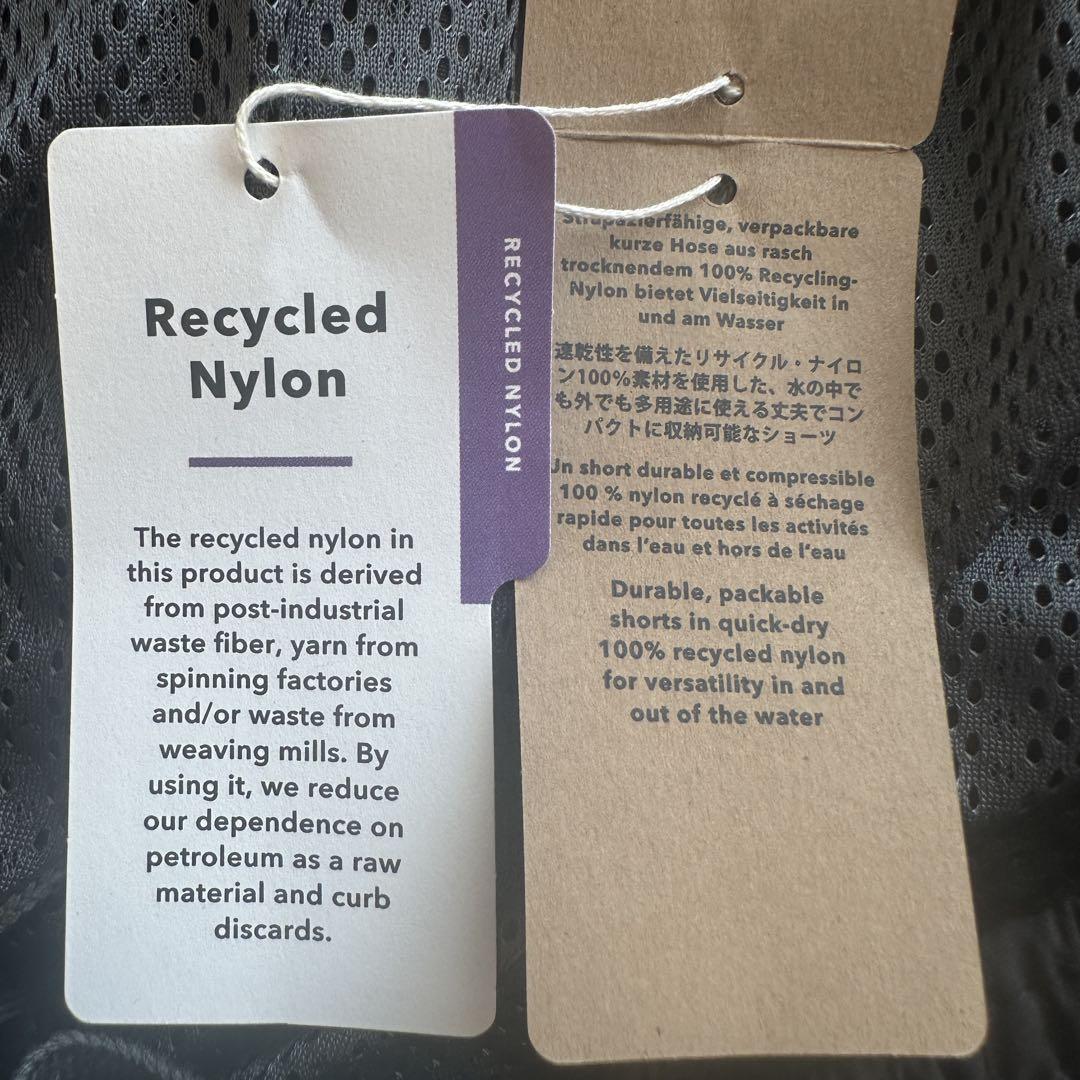 Recycled
Nylon
The recycled nylon in
this product is derived
from post-industrial
waste fiber, yarn from
spinning factories
and/or waste from
weaving mills. By
using it, we reduce
our dependence on
petroleum as a raw
material and curb
discards.
RECYCLED NYLON
Strapazierfähige, verpackbare
kurze Hose aus rasch
trocknendem 100% Recycling-
Nylon bietet Vielseitigkeit in
und am Wasser
速乾性を備えたリサイクル・ナイロ
ン100%素材を使用した、水の中で
も外でも多用途に使える丈夫でコン
パクトに収納可能なショーツ
Un short durable et compressible
100 % nylon recyclé à séchage
rapide pour toutes les activités
dans l’eau et hors de l’eau
Durable, packable
shorts in quick-dry
100% recycled nylon
for versatility in and
out of the water